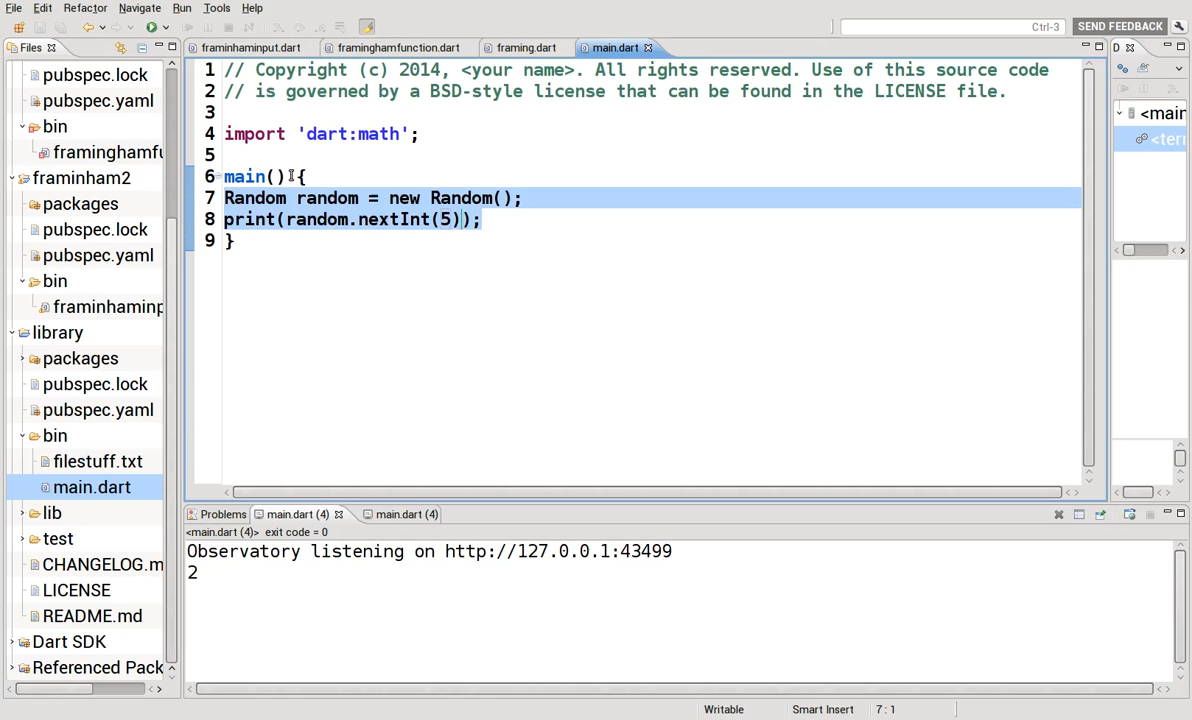 File Edit Refactor Navigate Run Tools Help
Ctrl-3 SEND FEEDBACK
Files
framinhaminput.dart framinghamfunction.dart framing.dart main.dart
D
pubspec.lock
pubspec.yaml
bin
framinghamfu
framinham2
packages
pubspec.lock
pubspec.yaml
bin
framinhaminp
library
packages
pubspec.lock
pubspec.yaml
bin
filestuff.txt
main.dart
lib
test
CHANGELOG.m
LICENSE
README.md
Dart SDK
Referenced Pack
1 // Copyright (c) 2014, <your name>. All rights reserved. Use of this source code
2 // is governed by a BSD-style license that can be found in the LICENSE file.
3
4 import 'dart:math';
5
6 main() {
7 Random random = new Random();
8 print(random.nextInt(5));
9 }
<main
<terr
Problems main.dart (4) main.dart (4)
<main.dart (4)> exit code = 0
Observatory listening on http://127.0.0.1:43499
2
Writable Smart Insert 7 : 1